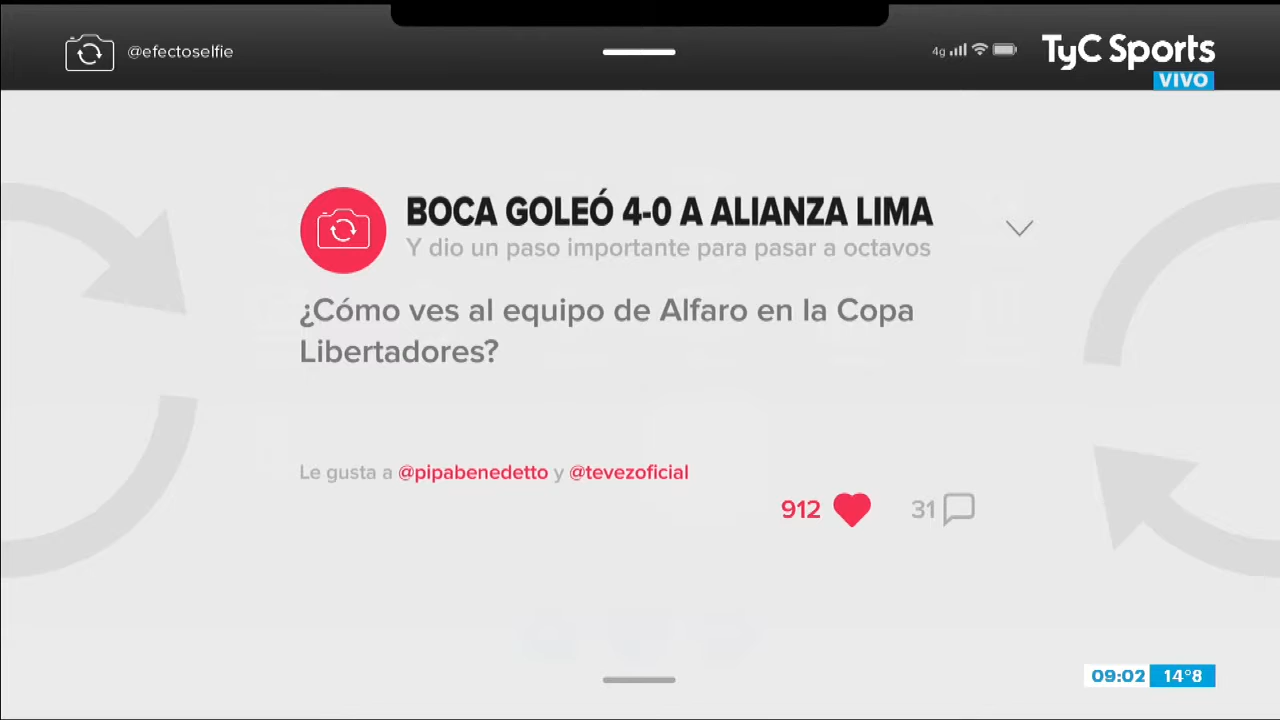 @efectoselfie
4g
TyC Sports
VIVO
BOCA GOLEÓ 4-0 A ALIANZA LIMA
Y dio un paso importante para pasar a octavos
¿Cómo ves al equipo de Alfaro en la Copa
Libertadores?
Le gusta a @pipabenedetto y @tevezoficial
912
31
09:02 14°8